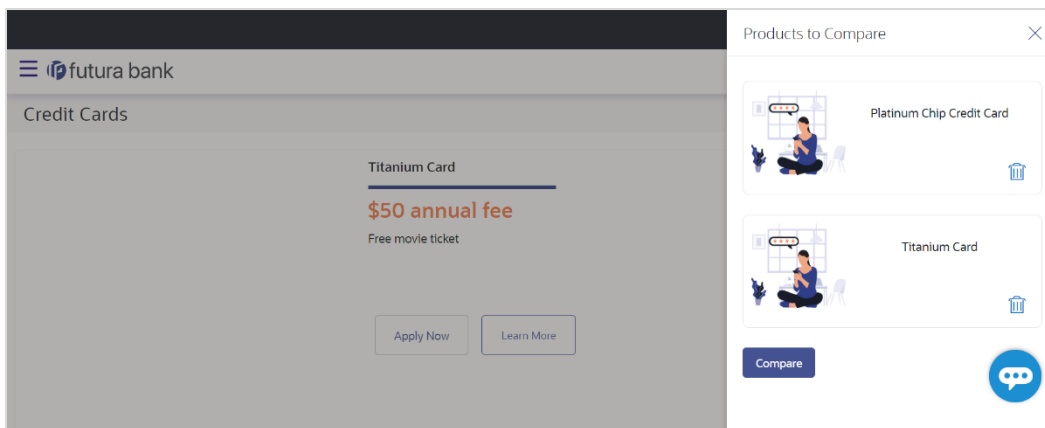 futura bank
Credit Cards
Titanium Card
$50 annual fee
Free movie ticket
Apply Now
Learn More
Products to Compare
Platinum Chip Credit Card
Titanium Card
Compare